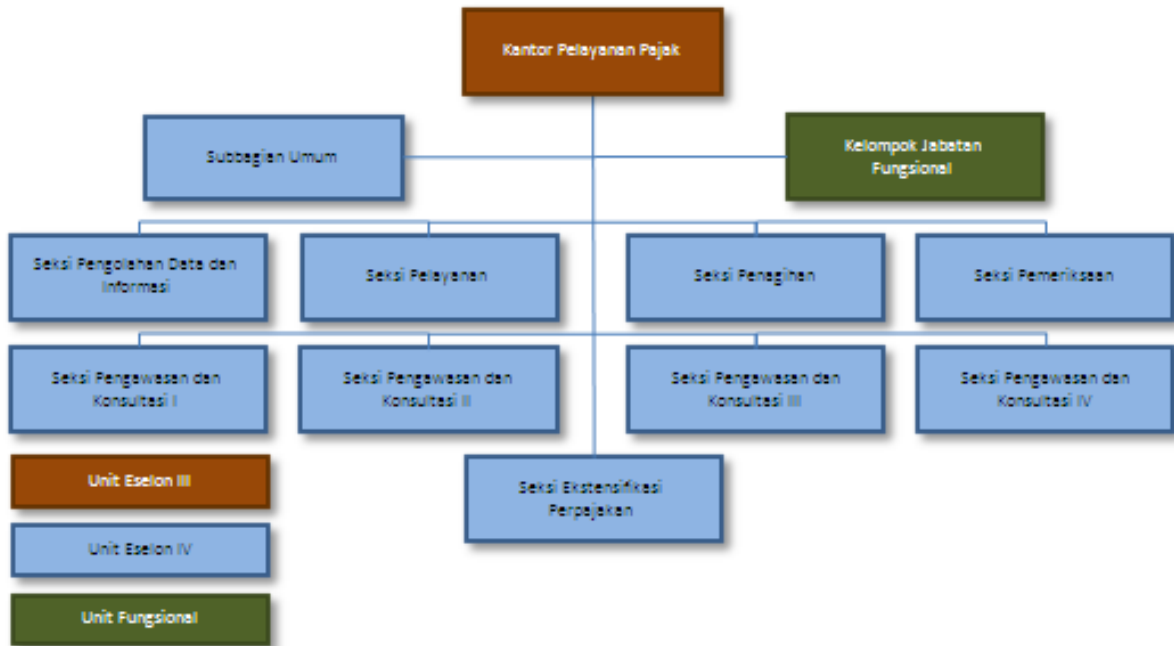 Kantor Pelayanan Pajak
Subbagian Umum
Kelompok Jabatan
Fungsional
Seksi Pengolahan Data dan
Informasi
Seksi Pelayanan
Seksi Penagihan
Seksi Pemeriksaan
Seksi Pengawasan dan
Konsultasi I
Seksi Pengawasan dan
Konsultasi II
Seksi Pengawasan dan
Konsultasi III
Seksi Pengawasan dan
Konsultasi IV
Seksi Ekstensifikasi
Perpajakan
Unit Eselon III
Unit Eselon IV
Unit Fungsional